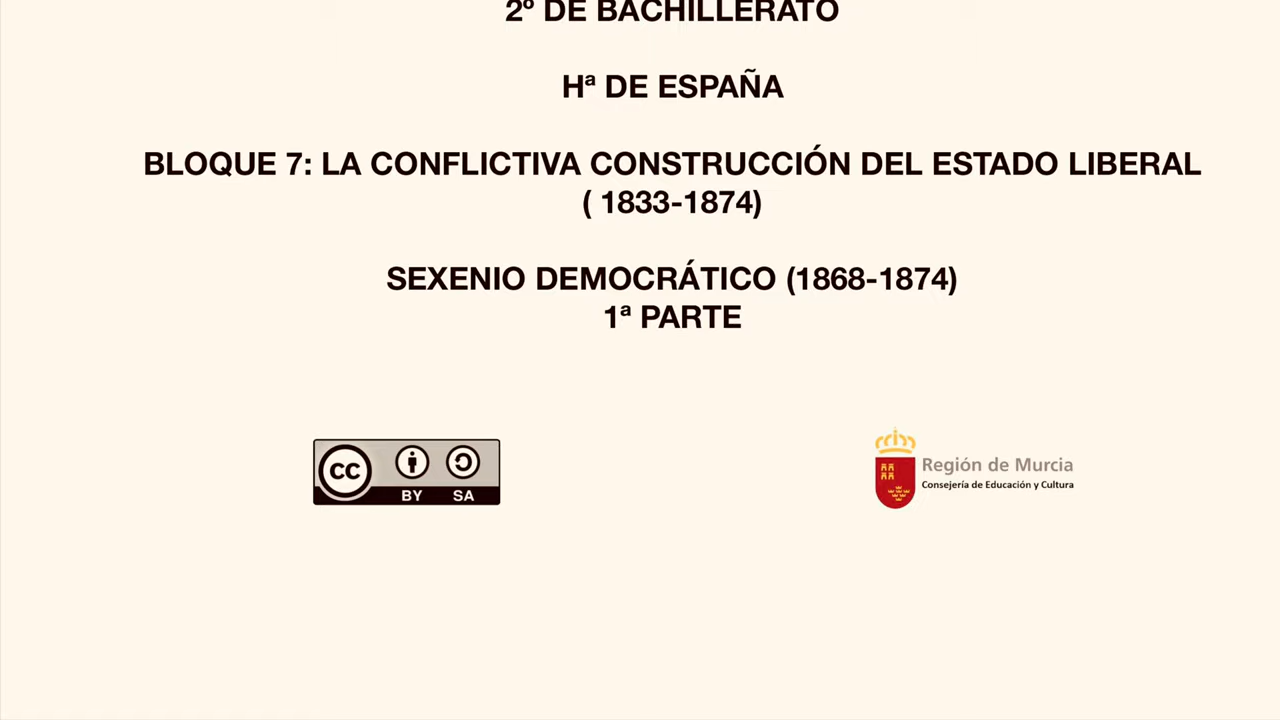 2º DE BACHILLERATO
Hª DE ESPAÑA
BLOQUE 7: LA CONFLICTIVA CONSTRUCCIÓN DEL ESTADO LIBERAL
( 1833-1874)
SEXENIO DEMOCRÁTICO (1868-1874)
1ª PARTE
CC
BY SA
Región de Murcia
Consejería de Educación y Cultura